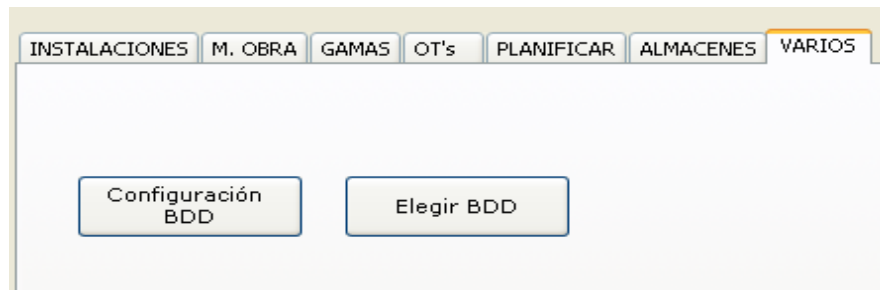 INSTALACIONES M. OBRA GAMAS OT's PLANIFICAR ALMACENES VARIOS
Configuración
BDD
Elegir BDD